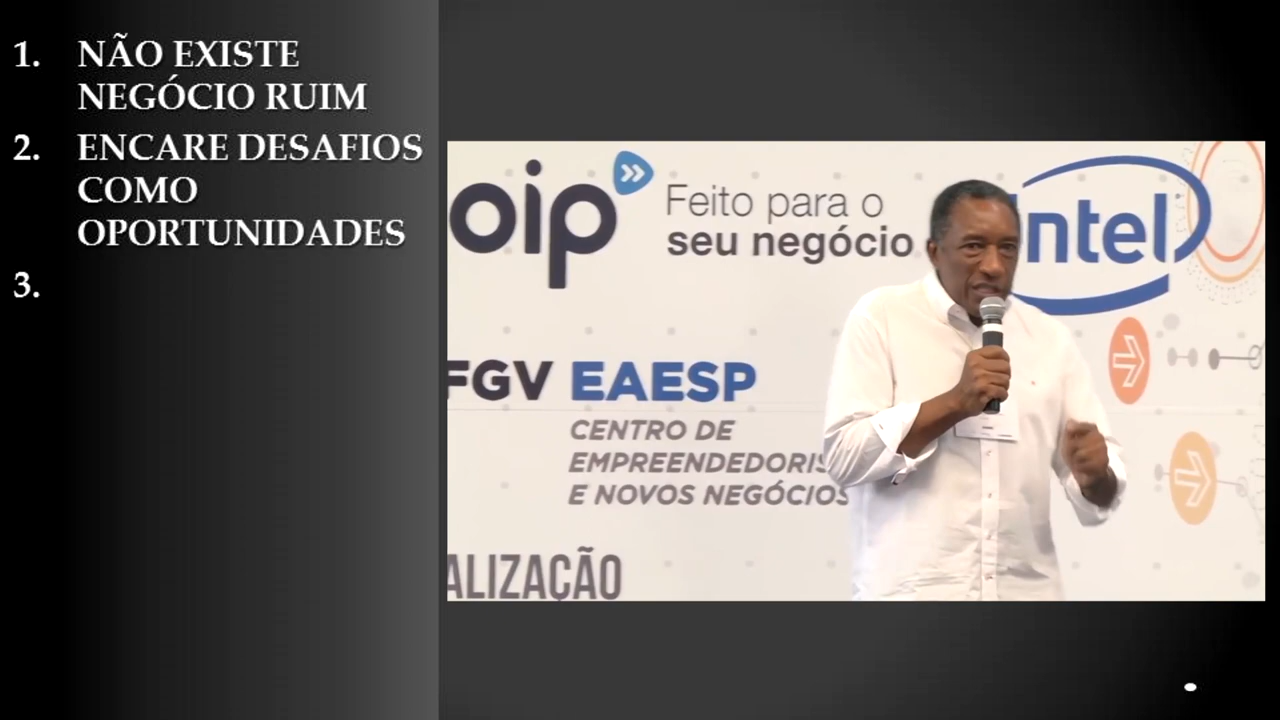 1. NÃO EXISTE
NEGÓCIO RUIM
2. ENCARE DESAFIOS
COMO
OPORTUNIDADES
3.
oip
Feito para o
seu negócio
intel
FGV EAESP
CENTRO DE
EMPREENDEDORIS
E NOVOS NEGÓCIOS
ALIZAÇÃO